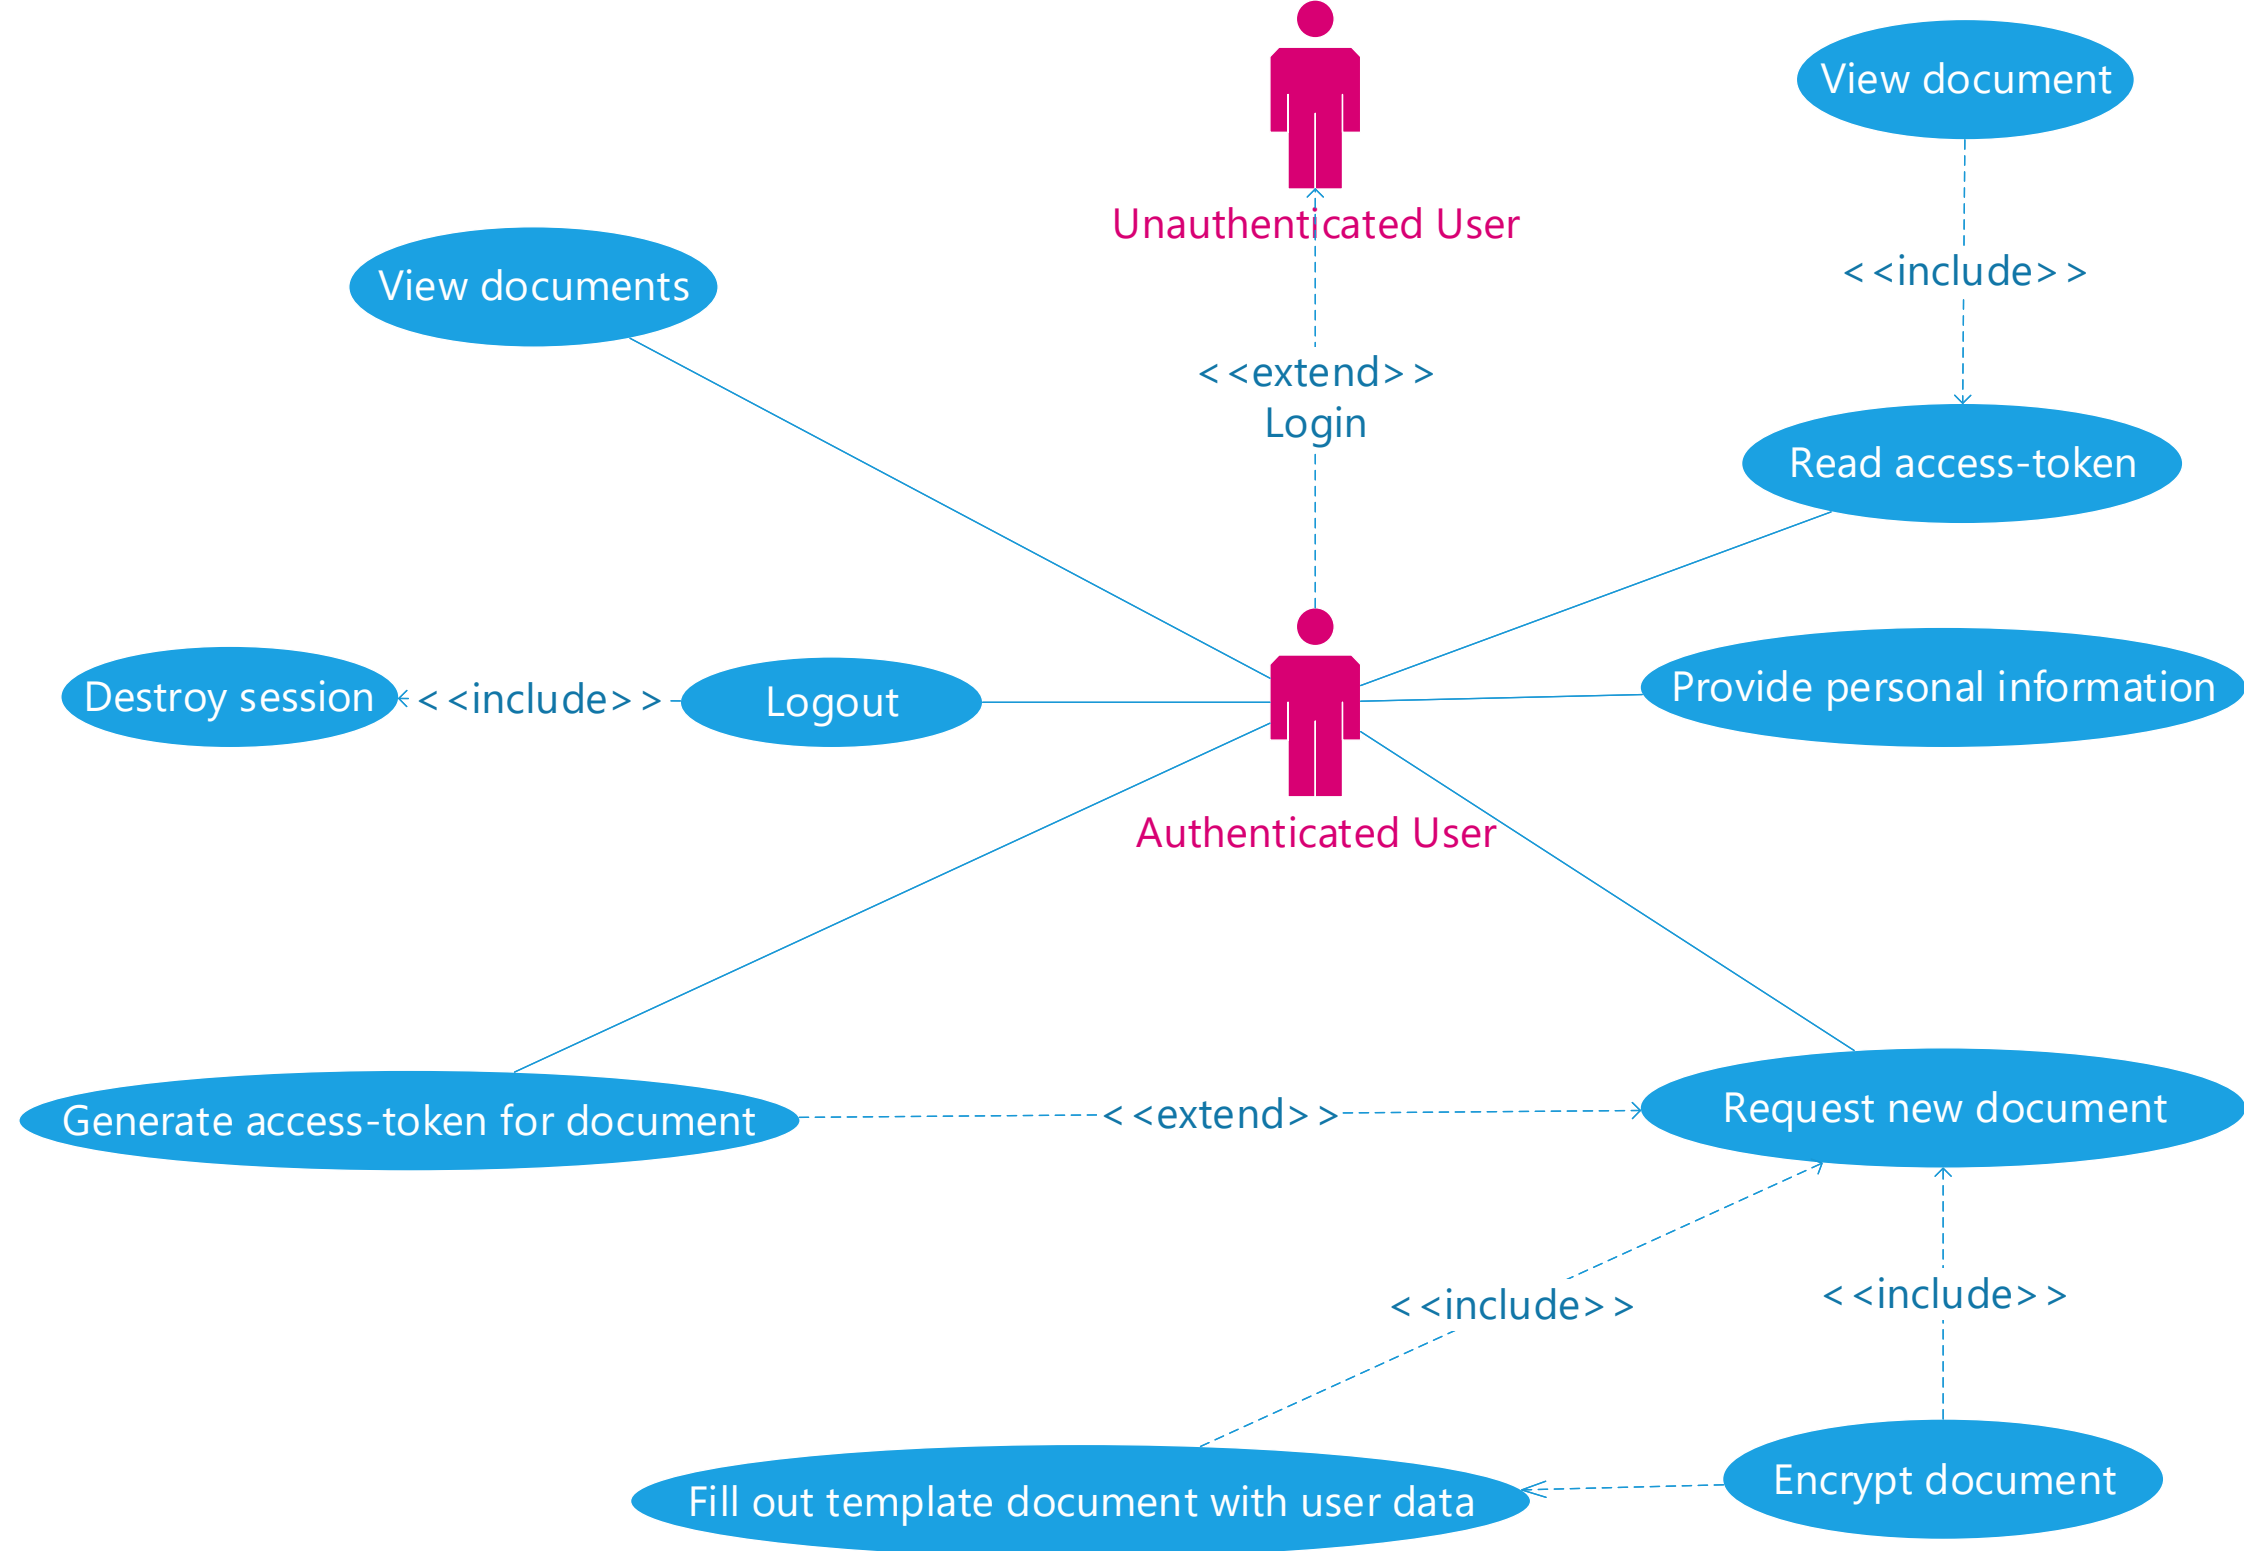 View document
Unauthenticated User
<<include>>
View documents
<<extend>>
Login
Read access-token
Destroy session
<<include>>
Logout
Provide personal information
Authenticated User
Generate access-token for document
<<extend>>
Request new document
<<include>>
<<include>>
Fill out template document with user data
Encrypt document